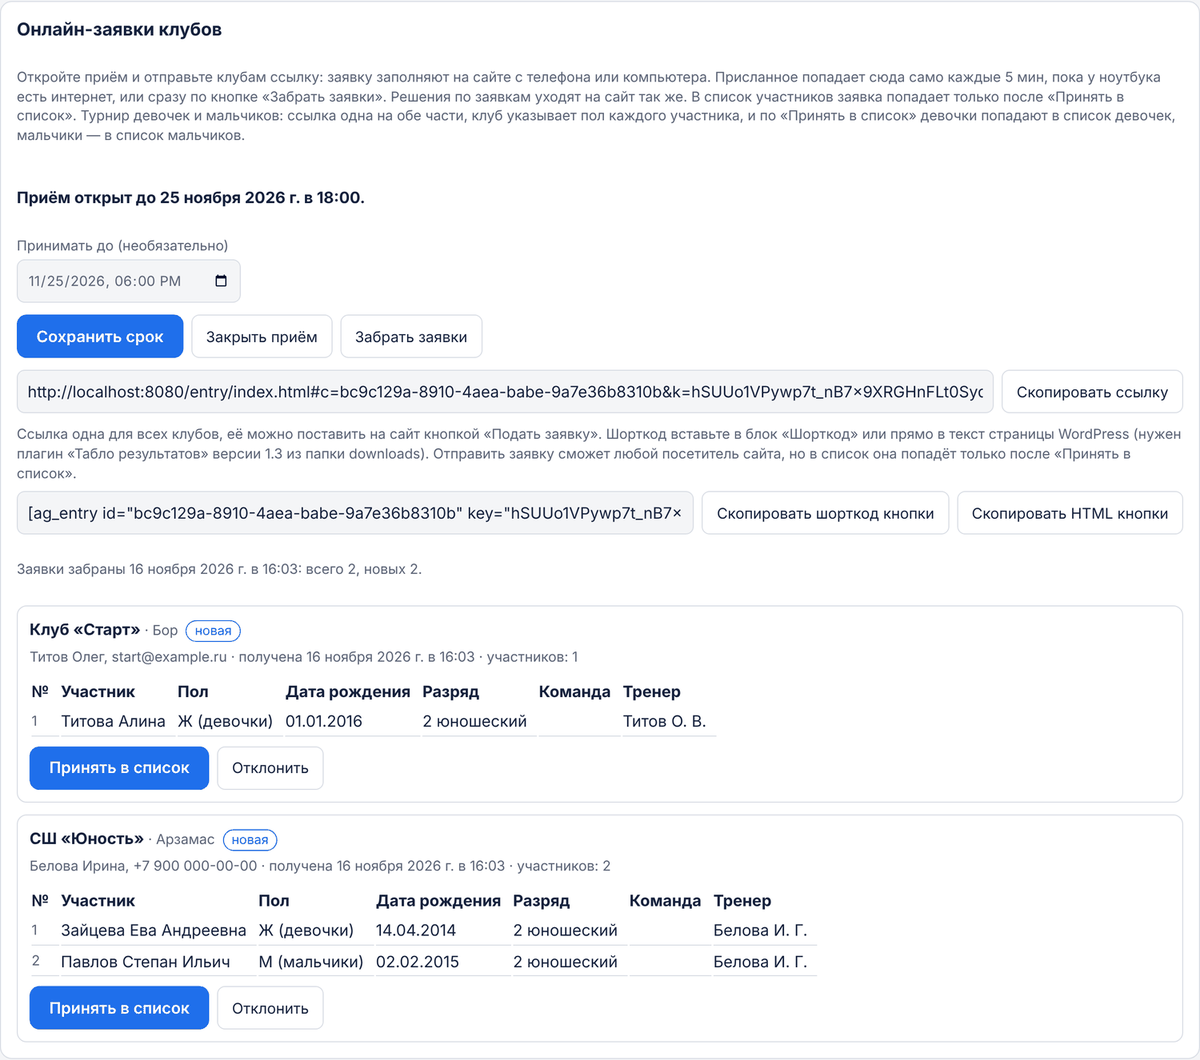 Онлайн-заявки клубов
Откройте приём и отправьте клубам ссылку: заявку заполняют на сайте с телефона или компьютера. Присланное попадает сюда само каждые 5 мин, пока у ноутбука
есть интернет, или сразу по кнопке «Забрать заявки». Решения по заявкам уходят на сайт так же. В список участников заявка попадает только после «Принять в
список». Турнир девочек и мальчиков: ссылка одна на обе части, клуб указывает пол каждого участника, и по «Принять в список» девочки попадают в список девочек,
мальчики — в список мальчиков.
Приём открыт до 25 ноября 2026 г. в 18:00.
Принимать до (необязательно)
11/25/2026, 06:00 PM
Сохранить срок Закрыть приём Забрать заявки
http://localhost:8080/entry/index.html#c=bc9c129a-8910-4aea-babe-9a7e36b8310b&k=hSUUo1VPywp7t_nB7×9XRGHnFLt0Syc Скопировать ссылку
Ссылка одна для всех клубов, её можно поставить на сайт кнопкой «Подать заявку». Шорткод вставьте в блок «Шорткод» или прямо в текст страницы WordPress (нужен
плагин «Табло результатов» версии 1.3 из папки downloads). Отправить заявку сможет любой посетитель сайта, но в список она попадёт только после «Принять в
список».
[ag_entry id="bc9c129a-8910-4aea-babe-9a7e36b8310b" key="hSUUo1VPywp7t_nB7× Скопировать шорткод кнопки Скопировать HTML кнопки
Заявки забраны 16 ноября 2026 г. в 16:03: всего 2, новых 2.
Клуб «Старт» · Бор новая
Титов Олег, start@example.ru · получена 16 ноября 2026 г. в 16:03 · участников: 1
№ Участник Пол Дата рождения Разряд Команда Тренер
1 Титова Алина Ж (девочки) 01.01.2016 2 юношеский Титов О. В.
Принять в список Отклонить
СШ «Юность» · Арзамас новая
Белова Ирина, +7 900 000-00-00 · получена 16 ноября 2026 г. в 16:03 · участников: 2
№ Участник Пол Дата рождения Разряд Команда Тренер
1 Зайцева Ева Андреевна Ж (девочки) 14.04.2014 2 юношеский Белова И. Г.
2 Павлов Степан Ильич М (мальчики) 02.02.2015 2 юношеский Белова И. Г.
Принять в список Отклонить